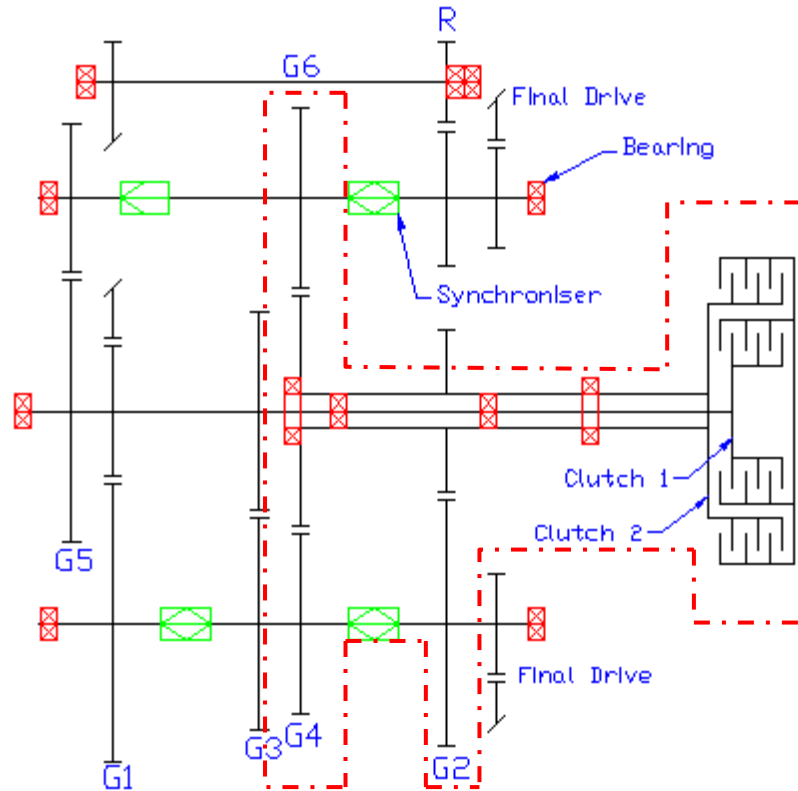 R
G6
Final Drive
Bearing
Synchroniser
Clutch 1
Clutch 2
G5
Final Drive
G3
G4
G2
G1